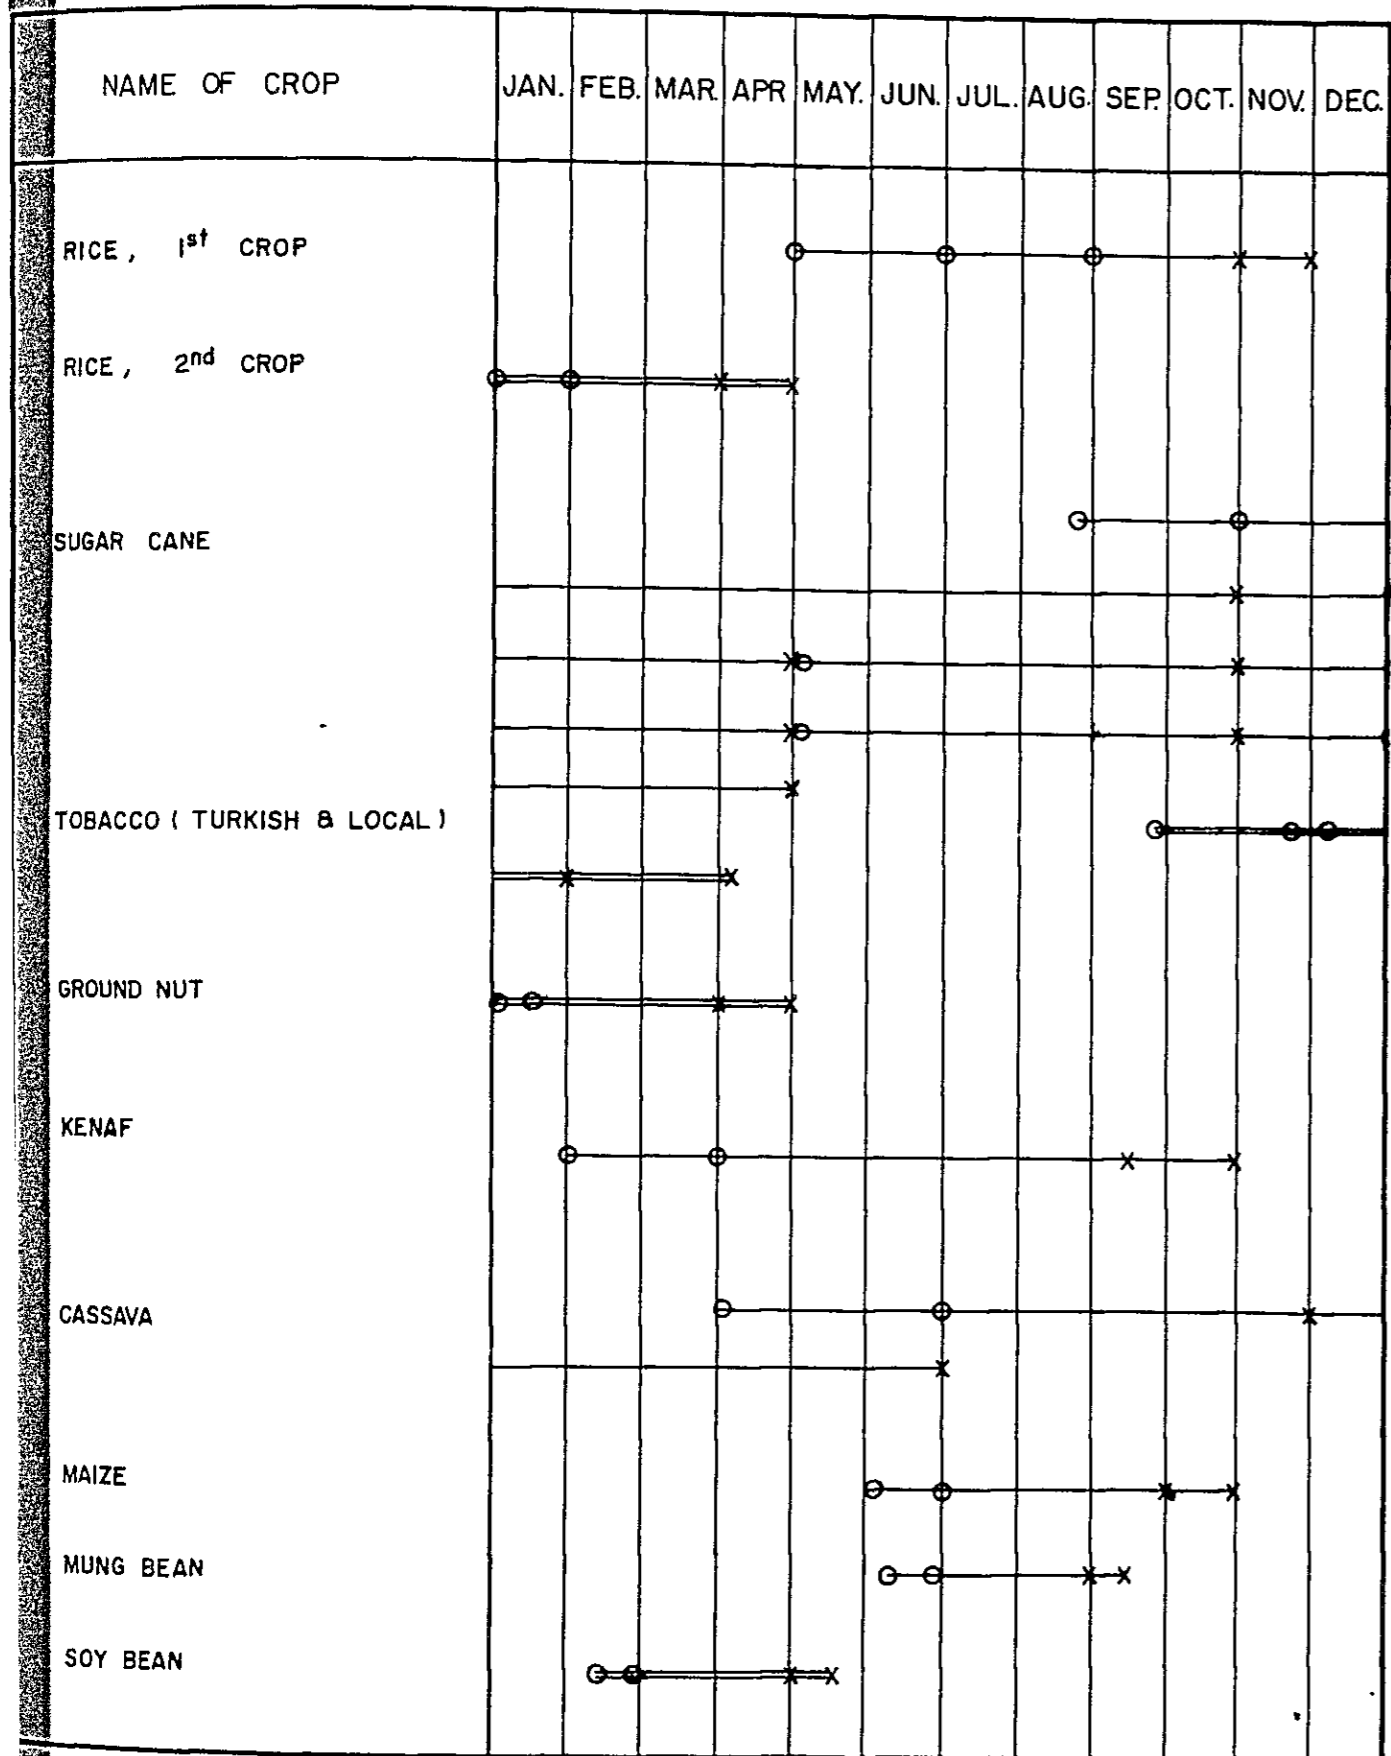 NAME OF CROP JAN. FEB. MAR. APR MAY. JUN. JUL. AUG. SEP. OCT. NOV. DEC.
RICE, 1st CROP
RICE, 2nd CROP
SUGAR CANE
TOBACCO ( TURKISH & LOCAL )
GROUND NUT
KENAF
CASSAVA
MAIZE
MUNG BEAN
SOY BEAN